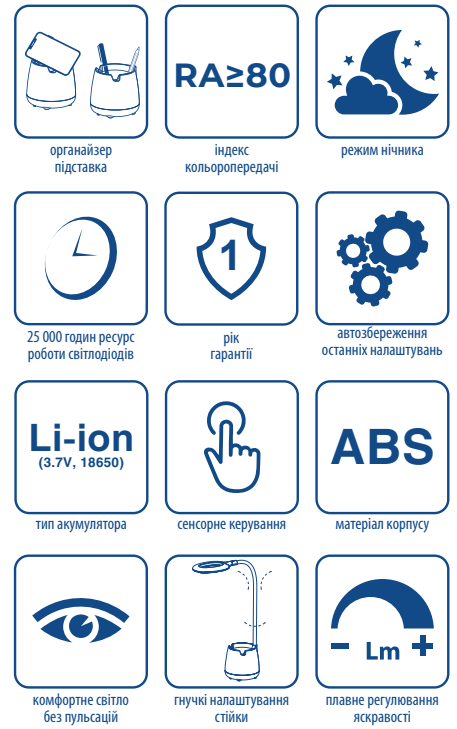 RA≥80
органайзер
підставка
індекс
кольоропередачі
режим нічника
1
25 000 годин ресурс
роботи світлодіодів
рік
гарантії
автозбереження
останніх налаштувань
Li-ion
(3.7V, 18650)
ABS
тип акумулятора
сенсорне керування
матеріал корпусу
– Lm +
комфортне світло
без пульсацій
гнучкі налаштування
стійки
плавне регулювання
яскравості